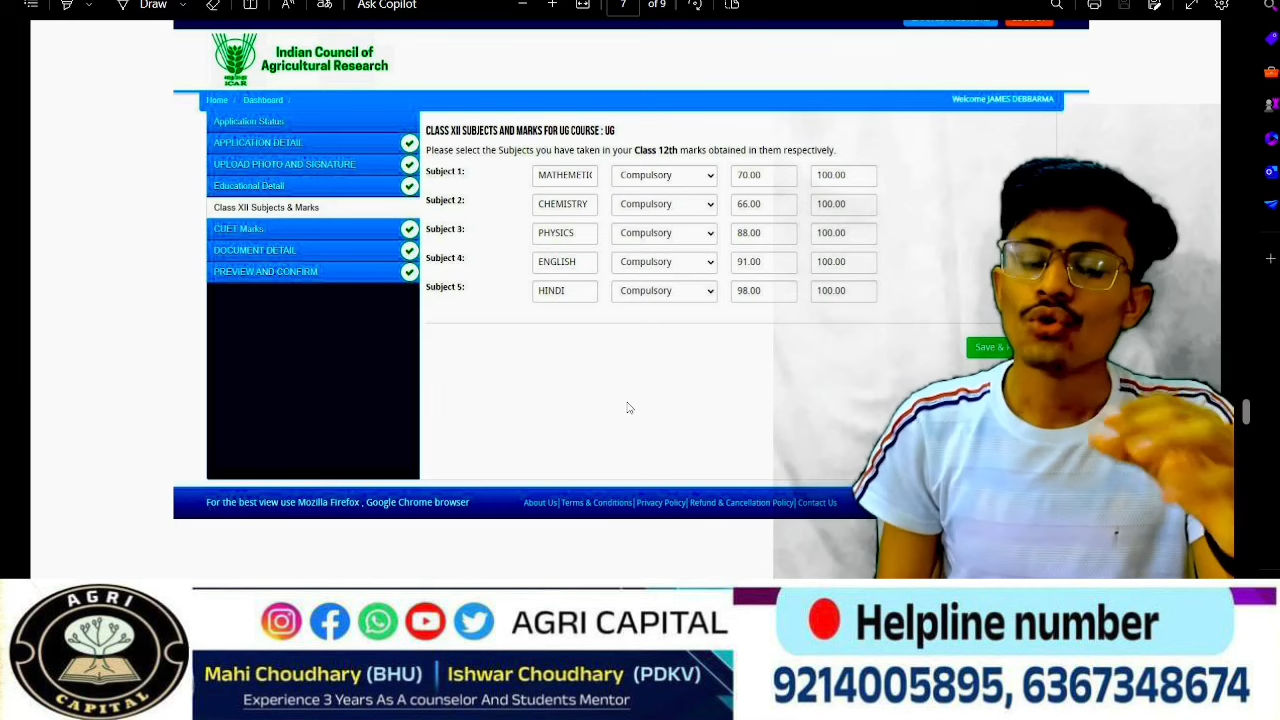 Draw
Ask Copilot
7 of 9
Indian Council of
Agricultural Research
ICAR
Home / Dashboard /
Welcome JAMES DEBBARMA
Application Status
APPLICATION DETAIL
UPLOAD PHOTO AND SIGNATURE
Educational Detail
Class XII Subjects & Marks
CUET Marks
DOCUMENT DETAIL
PREVIEW AND CONFIRM
CLASS XII SUBJECTS AND MARKS FOR UG COURSE : UG
Please select the Subjects you have taken in your Class 12th marks obtained in them respectively.
Subject 1: MATHEMETIC Compulsory 70.00 100.00
Subject 2: CHEMISTRY Compulsory 66.00 100.00
Subject 3: PHYSICS Compulsory 88.00 100.00
Subject 4: ENGLISH Compulsory 91.00 100.00
Subject 5: HINDI Compulsory 98.00 100.00
Save &
For the best view use Mozilla Firefox , Google Chrome browser
About Us| Terms & Conditions| Privacy Policy| Refund & Cancellation Policy| Contact Us
AGRI
CAPITAL
AGRI CAPITAL
Mahi Choudhary (BHU) | Ishwar Choudhary (PDKV)
Experience 3 Years As A counselor And Students Mentor
Helpline number
9214005895, 6367348674